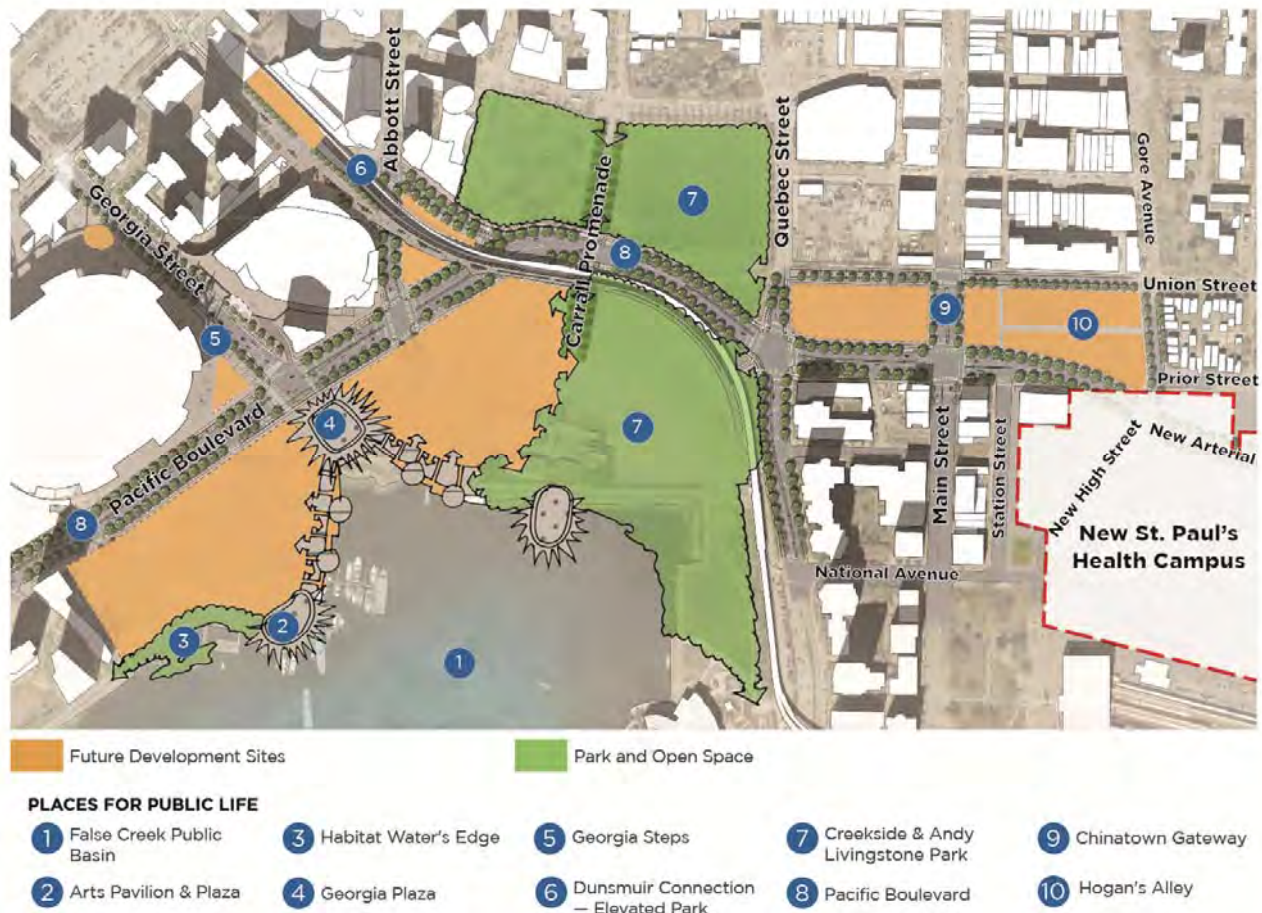 Abbott Street
6
Georgia Street
Carrall Promenade
7
Quebec Street
Gore Avenue
8
Union Street
9
10
5
Prior Street
4
7
Pacific Boulevard
Main Street
Station Street
New High Street
New Arterial
8
New St. Paul's
Health Campus
National Avenue
2
3
1
Future Development Sites
Park and Open Space
PLACES FOR PUBLIC LIFE
1 False Creek Public
Basin
3 Habitat Water's Edge
5 Georgia Steps
7 Creekside & Andy
Livingstone Park
9 Chinatown Gateway
2 Arts Pavilion & Plaza
4 Georgia Plaza
6 Dunsmuir Connection
— Elevated Park
8 Pacific Boulevard
10 Hogan's Alley